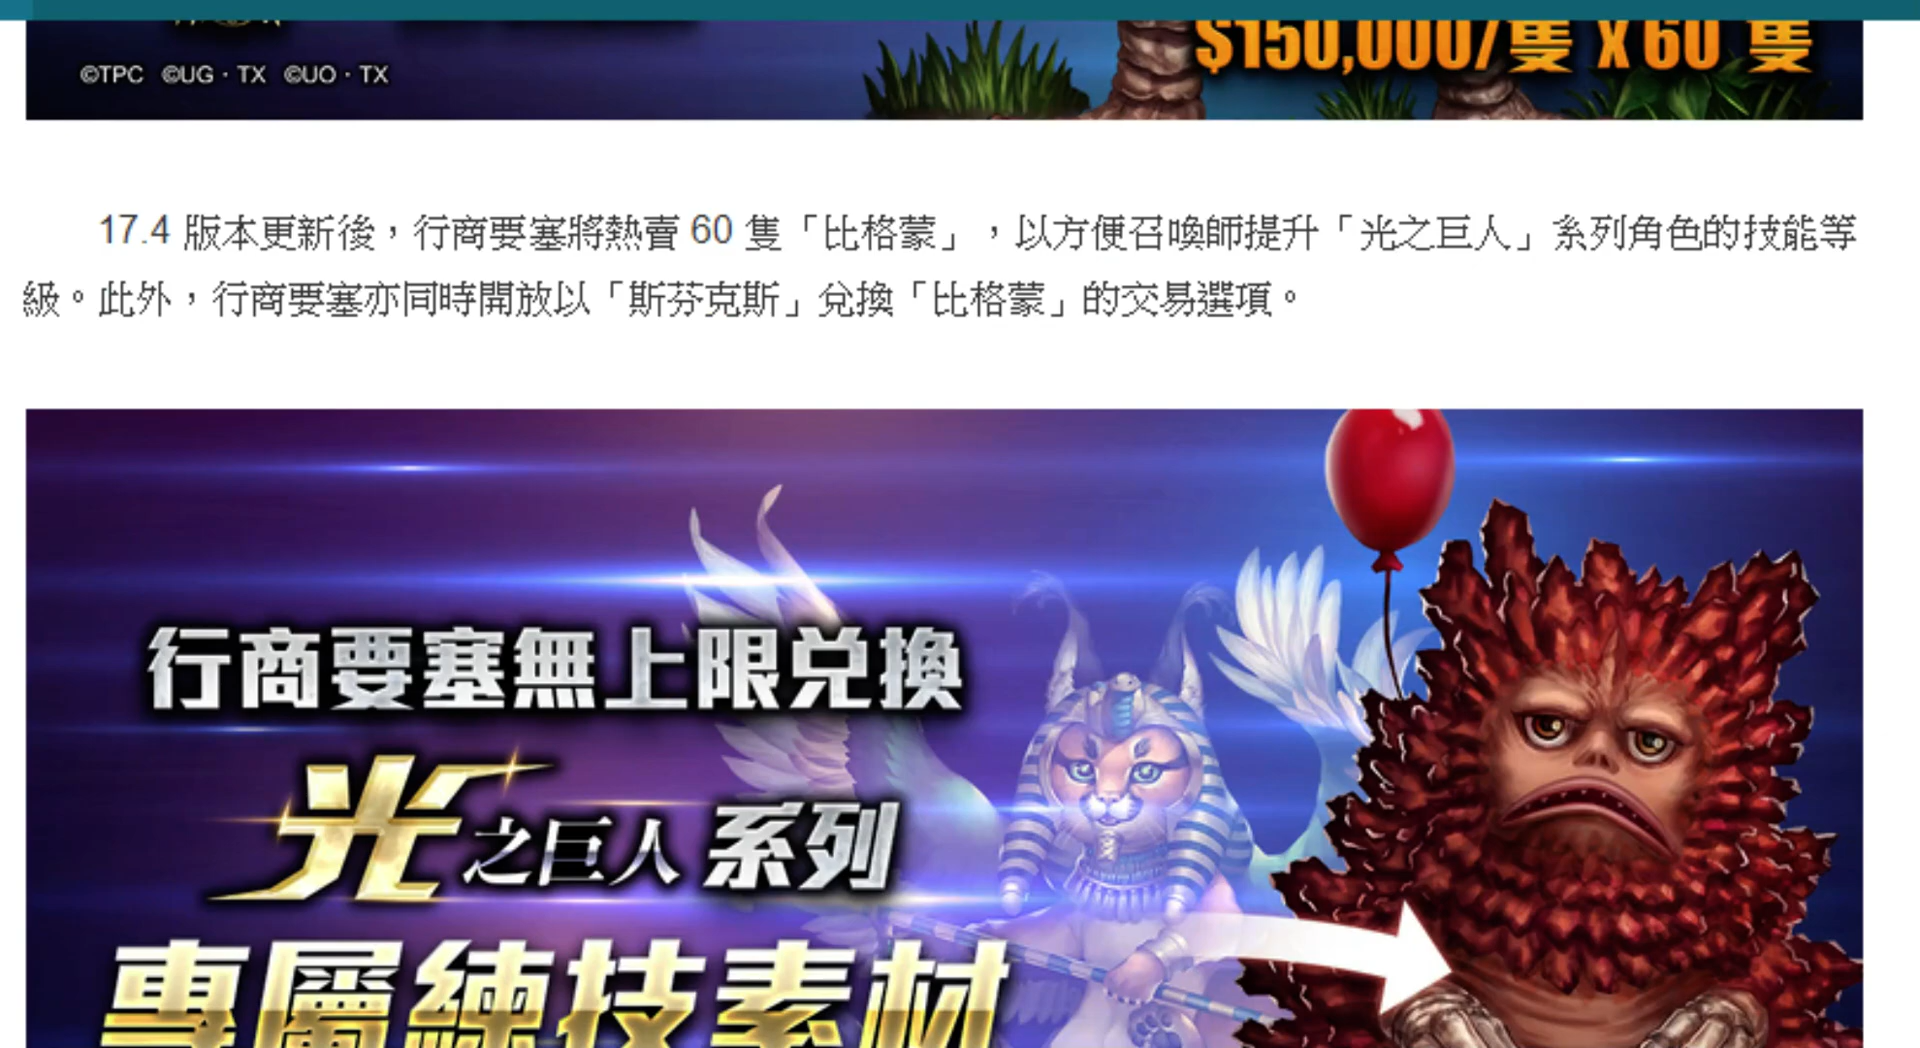 $150,000/隻 X 60 隻
©TPC ©UG · TX ©UO · TX
17.4 版本更新後，行商要塞將熱賣 60 隻「比格蒙」，以方便召喚師提升「光之巨人」系列角色的技能等
級。此外，行商要塞亦同時開放以「斯芬克斯」兌換「比格蒙」的交易選項。
行商要塞無上限兌換
光之巨人系列
專屬練技素材